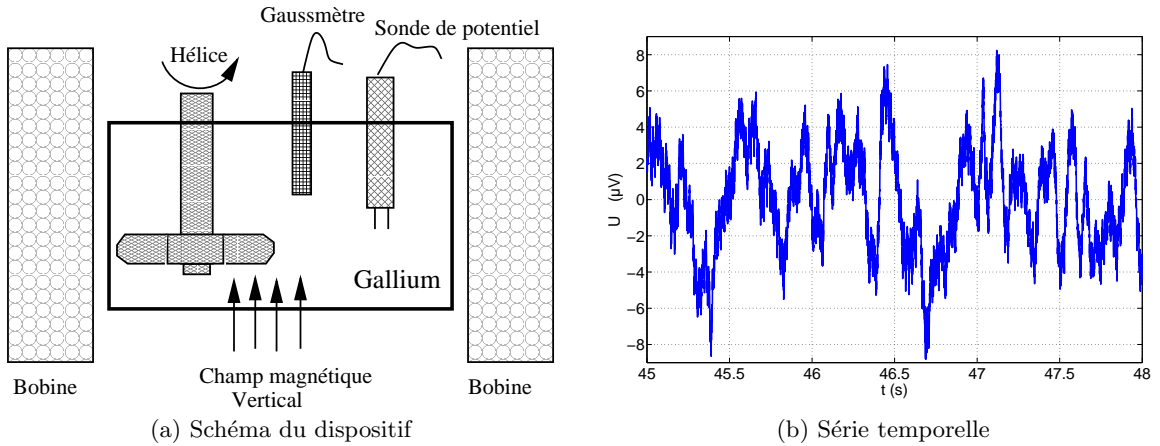 Gaussmètre
Sonde de potentiel
Hélice
Gallium
Bobine
Champ magnétique
Vertical
Bobine
(a) Schéma du dispositif
8
6
4
2
0
−2
−4
−6
−8
U (µV)
45 45.5 46 46.5 47 47.5 48
t (s)
(b) Série temporelle